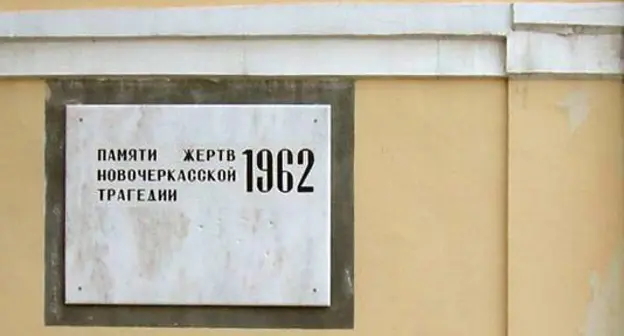 ПАМЯТИ ЖЕРТВ
НОВОЧЕРКАССКОЙ 1962
ТРАГЕДИИ